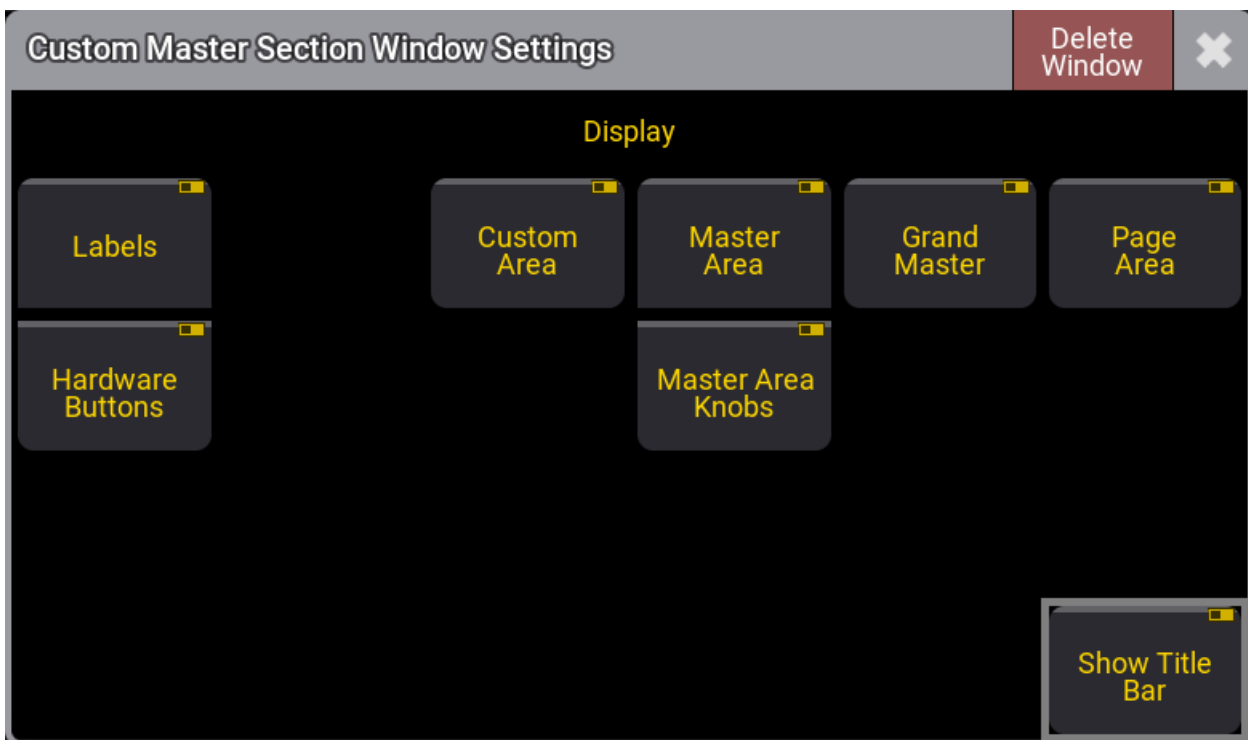 Custom Master Section Window Settings
Delete
Window
Display
Labels
Custom
Area
Master
Area
Grand
Master
Page
Area
Hardware
Buttons
Master Area
Knobs
Show Title
Bar